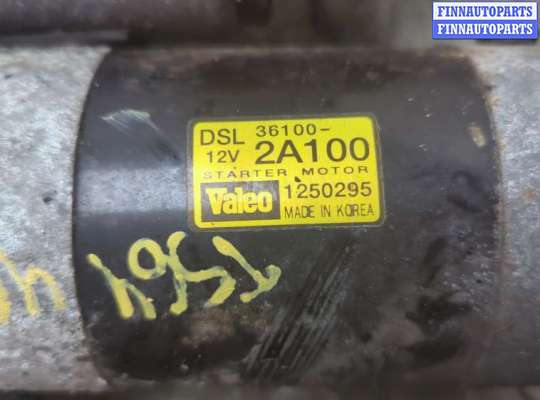 FINNAUTOPARTS
FINNAUTOPARTS
DSL 36100-
12V 2A100
STARTER MOTOR
Valeo 1250295
MADE IN KOREA